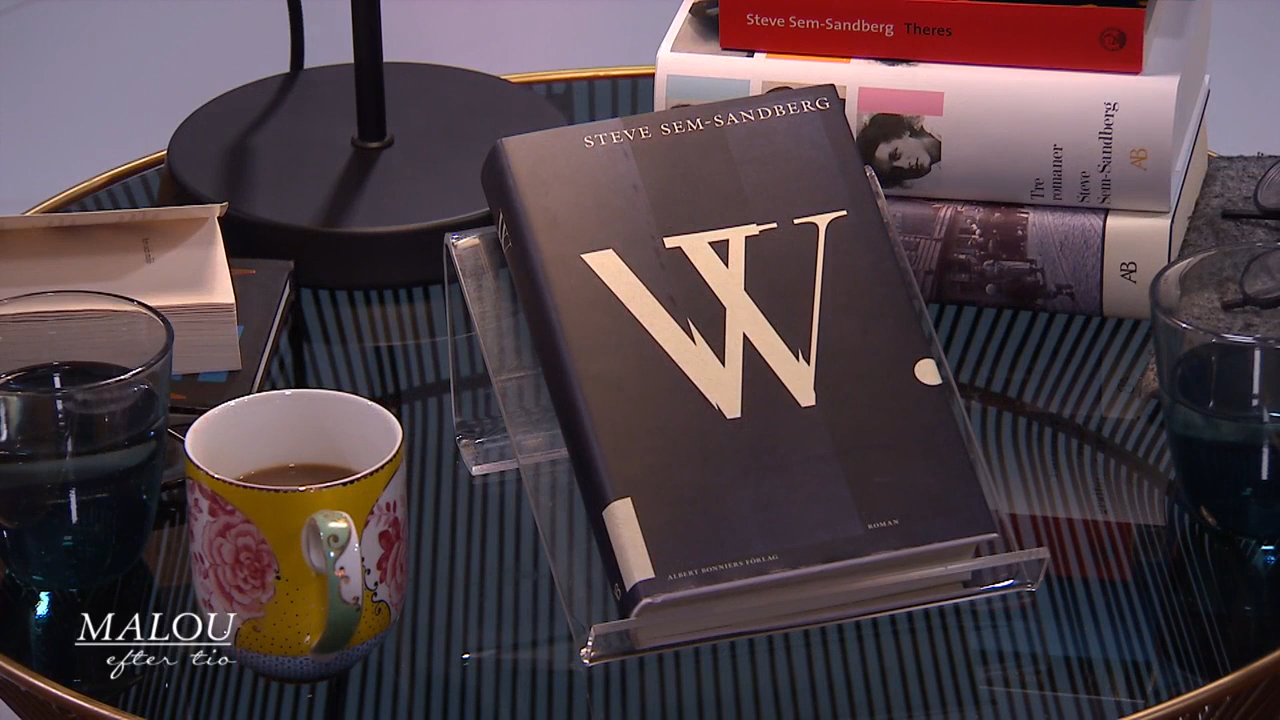 Steve Sem-Sandberg Theres
Tre
romaner
Steve
Sem-Sandberg
AB
AB
STEVE SEM-SANDBERG
W
W
ROMAN
ALBERT BONNIERS FÖRLAG
MALOU
efter tio